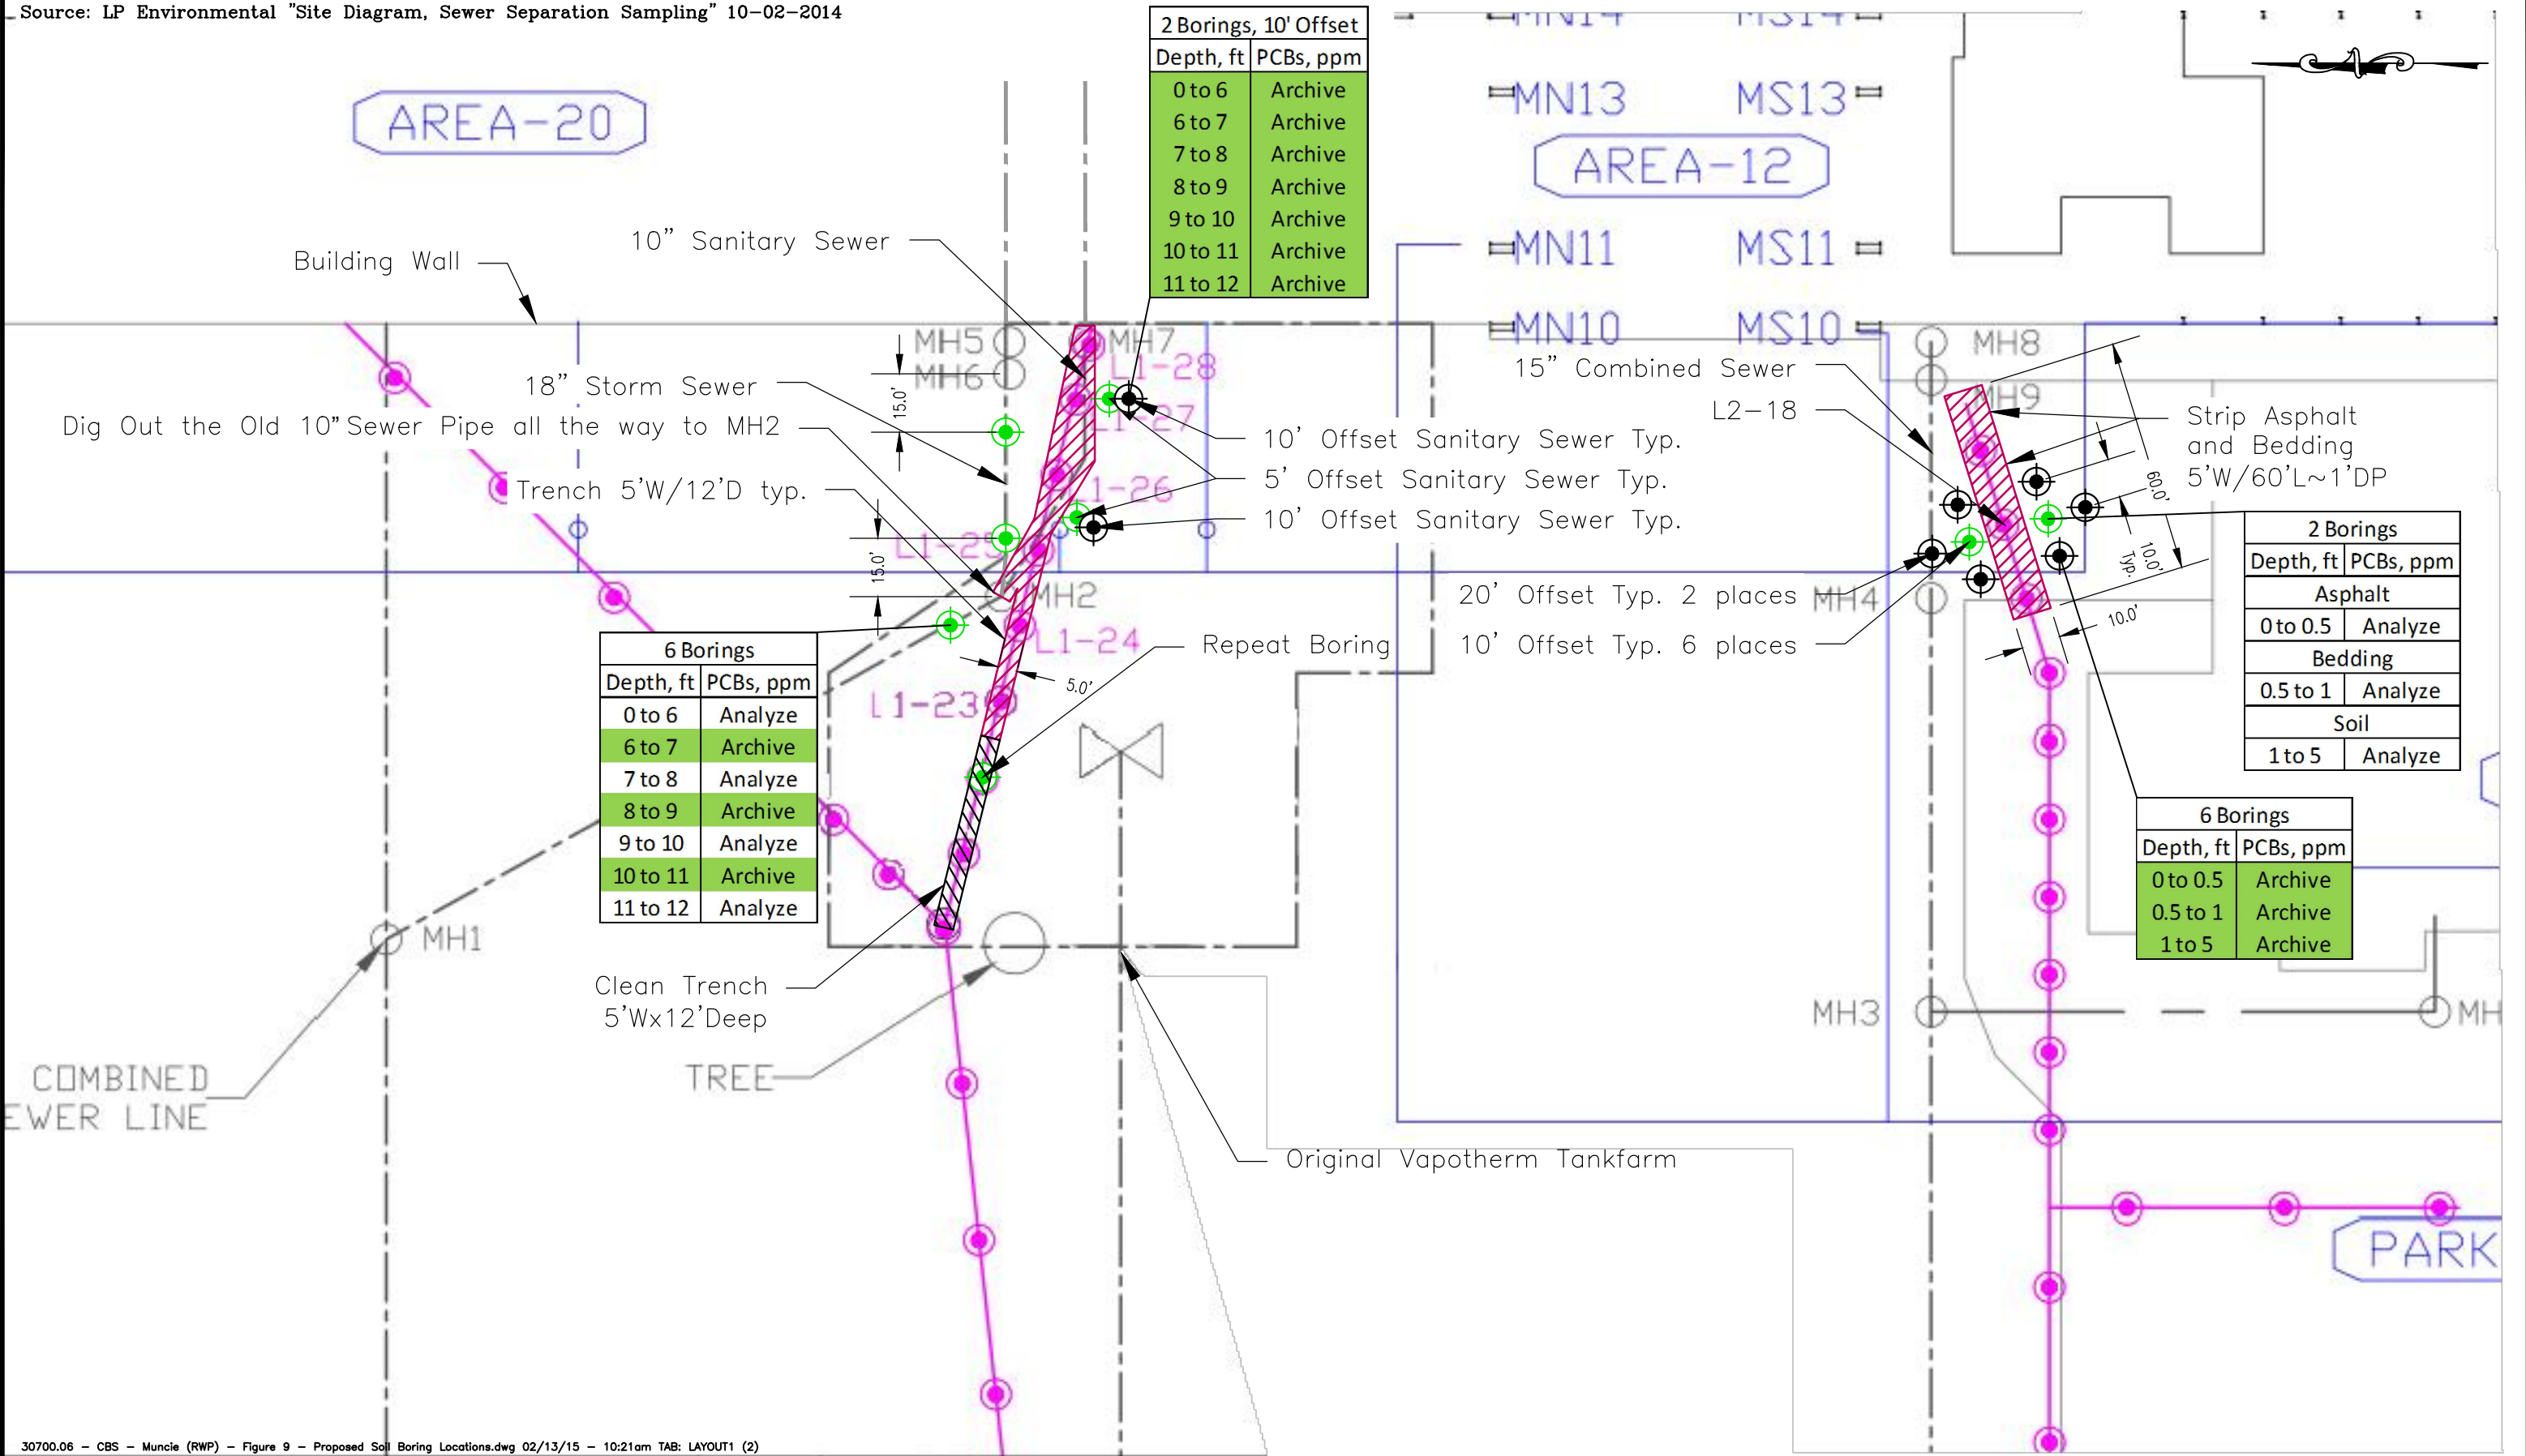 Source: LP Environmental "Site Diagram, Sewer Separation Sampling" 10-02-2014
2 Borings, 10' Offset
Depth, ft PCBs, ppm
0 to 6 Archive
6 to 7 Archive
7 to 8 Archive
8 to 9 Archive
9 to 10 Archive
10 to 11 Archive
11 to 12 Archive
MN14 MS14
MN13 MS13
AREA-20
AREA-12
MN11 MS11
MN10 MS10
10" Sanitary Sewer
Building Wall
MH5
MH6
MH7
L1-28
L1-27
L1-26
L1-25
MH2
L1-24
L1-23
18" Storm Sewer
Dig Out the Old 10" Sewer Pipe all the way to MH2
Trench 5'W/12'D typ.
15.0'
15.0'
5.0'
10' Offset Sanitary Sewer Typ.
5' Offset Sanitary Sewer Typ.
10' Offset Sanitary Sewer Typ.
Repeat Boring
15" Combined Sewer
L2-18
MH8
MH9
Strip Asphalt
and Bedding
5'W/60'L~1'DP
60.0'
10.0'
Typ.
10.0'
20' Offset Typ. 2 places
MH4
10' Offset Typ. 6 places
2 Borings
Depth, ft PCBs, ppm
Asphalt
0 to 0.5 Analyze
Bedding
0.5 to 1 Analyze
Soil
1 to 5 Analyze
6 Borings
Depth, ft PCBs, ppm
0 to 6 Analyze
6 to 7 Archive
7 to 8 Analyze
8 to 9 Archive
9 to 10 Analyze
10 to 11 Archive
11 to 12 Analyze
6 Borings
Depth, ft PCBs, ppm
0 to 0.5 Archive
0.5 to 1 Archive
1 to 5 Archive
MH1
Clean Trench
5'Wx12'Deep
TREE
MH3
MH
COMBINED
EWER LINE
Original Vapotherm Tankfarm
PARK
30700.06 - CBS - Muncie (RWP) - Figure 9 - Proposed Soil Boring Locations.dwg 02/13/15 - 10:21am TAB: LAYOUT1 (2)